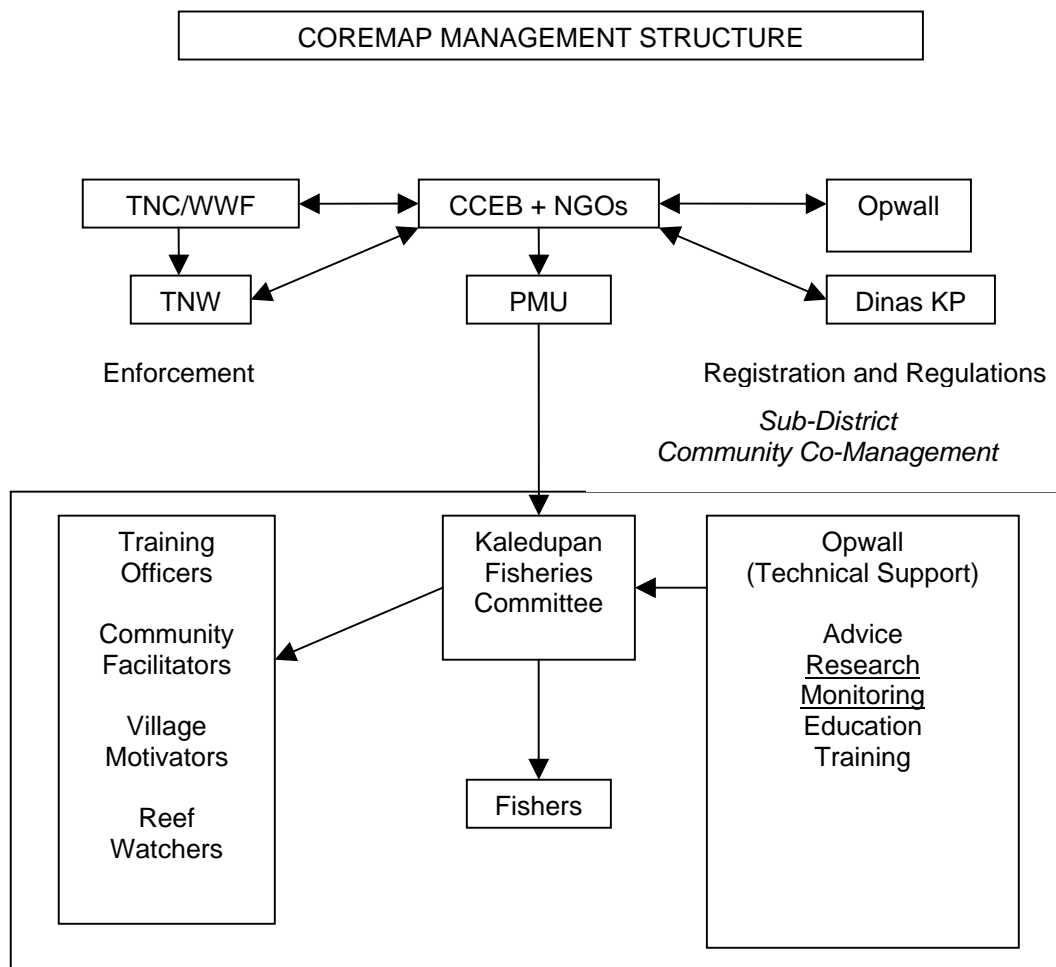 COREMAP MANAGEMENT STRUCTURE
TNC/WWF
CCEB + NGOs
Opwall
TNW
PMU
Dinas KP
Enforcement
Registration and Regulations
Sub-District
Community Co-Management
Training
Officers
Community
Facilitators
Village
Motivators
Reef
Watchers
Kaledupan
Fisheries
Committee
Fishers
Opwall
(Technical Support)
Advice
Research
Monitoring
Education
Training